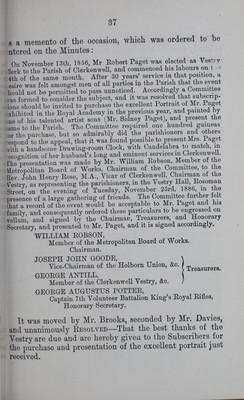 37
s a memento of the occasion, which was ordered to be
ntered on the Minutes:
On November 13th, 1856, Mr Robert Paget was elected as Vestry
lerk to the Parish of Clerkenwell, and commenced his labours on
4th of the same month. After 30 years' service in that position, a
esire was felt amongst men of all parties in the Parish that the event
hould not be permitted to pass unnoticed. Accordingly a Committee
as formed to consider the subject, and it was resolved that subscrip-
ions should be invited to purchase the excellent Portrait of Mr. Paget
xhibited in the Royal Academy in the previous year, and painted by
ne of his talented artist sons (Mr. Sidney Paget), and present the
ame to the Parish. The Committee required one hundred guineas
or the purchase, but so admirably did the parishioners and others
espond to the appeal, that it was found possible to present Mrs. Paget
with a handsome Drawing-room Clock, with Candelabra to match, in
ecognition of her husband's long and eminent services in Clerkenwell.
The presentation was made by Mr. William Robson, Member of the
Metropolitan Board of Works, Chairman of the Committee, to the
Rev. John Henry Rose, M.A., Vicar of Clerkenwell, Chairman of the
Vestry, as representing the parishioners, in the Vestry Hall, Rosoman
Street, on the evening of Tuesday, November 23rd, 1886, in the
presence of a large gathering of friends. The Committee further felt
that a record of the event would be acceptable to Mr. Paget and his
family, and consequently ordered these particulars to be engrossed on
vellum, and signed by the Chairman, Treasurers, and Honorary
Secretary, and presented to Mr. Paget, and it is signed accordingly.
WILLIAM ROBSON,
Member of the Metropolitan Board of Works.
Chairman.
JOSEPH JOHN GOODE,
Vice-Chairman of the Holborn Union, &c.
GEORGE ANTILL,
Member of the Clerkenwell Vestry, &c.
Treasurers.
GEORGE AUGUSTUS POTTER,
Captain 7th Volunteer Battalion King's Royal Rifles,
Honorary Secretary.
It was moved by Mr. Brooks, seconded by Mr. Davies,
and unanimously RESOLVED—That the best thanks of the
Vestry are due and are hereby given to the Subscribers for
the purchase and presentation of the excellent portrait just
received.